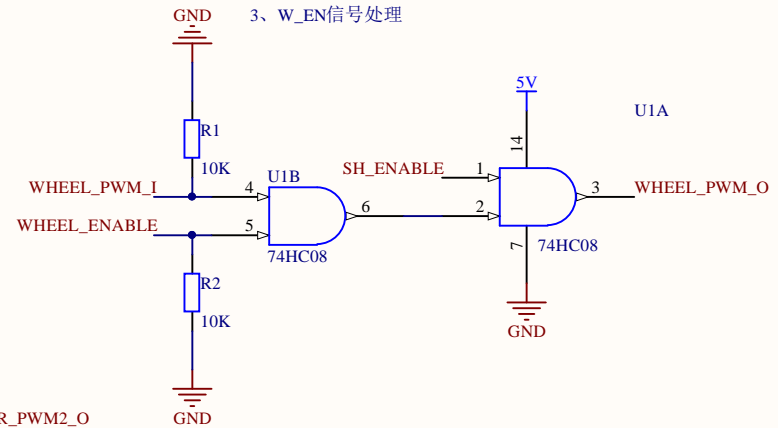 GND
3、W_EN信号处理
5V
U1A
R1
14
10K
SH_ENABLE
1
WHEEL_PWM_I
4
U1B
3
WHEEL_PWM_O
WHEEL_ENABLE
5
6
2
74HC08
7
74HC08
R2
10K
GND
R_PWM2_O
GND